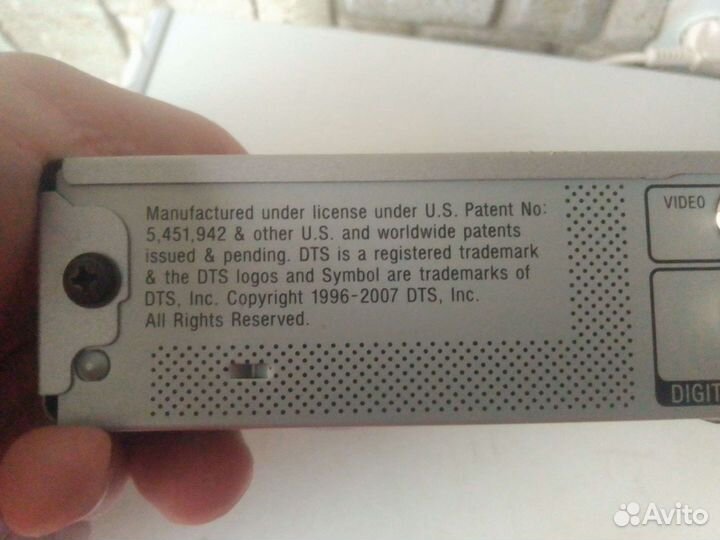 Manufactured under license under U.S. Patent No:
5,451,942 & other U.S. and worldwide patents
issued & pending. DTS is a registered trademark
& the DTS logos and Symbol are trademarks of
DTS, Inc. Copyright 1996-2007 DTS, Inc.
All Rights Reserved.
VIDEO
DIGIT
Avito